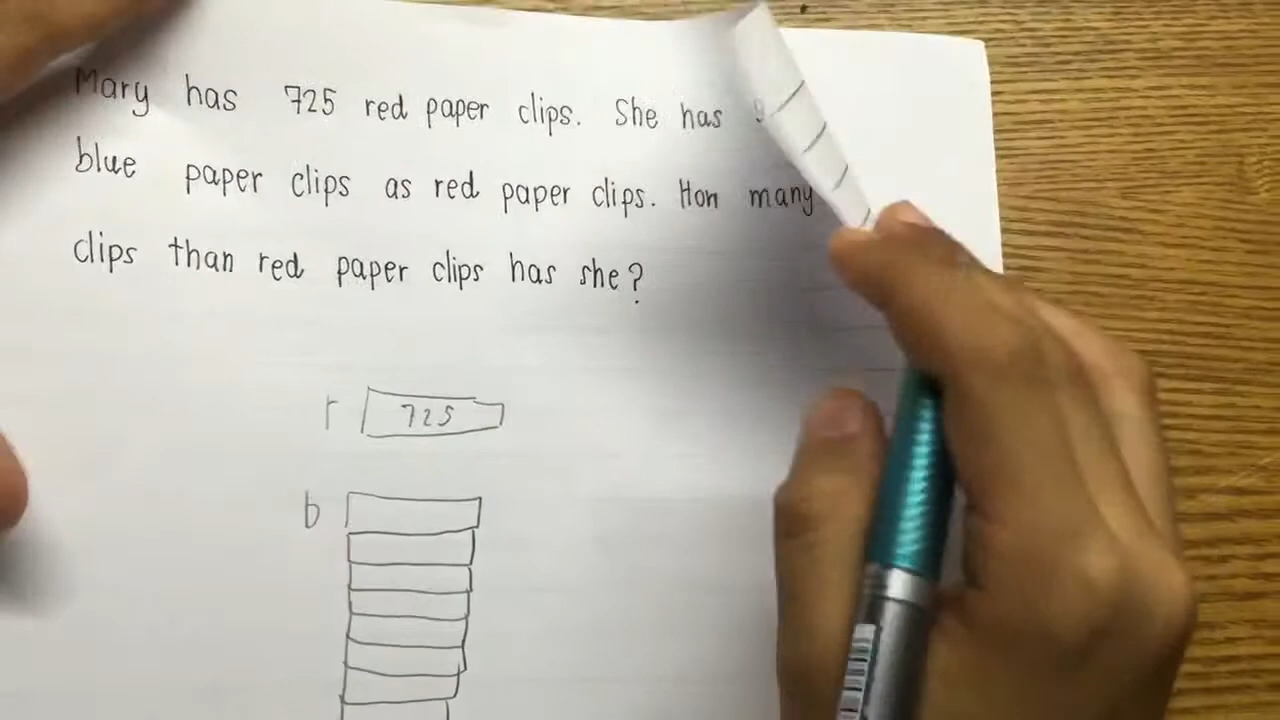 Mary has 725 red paper clips. She has
blue paper clips as red paper clips. How many
clips than red paper clips has she?
r 725
b